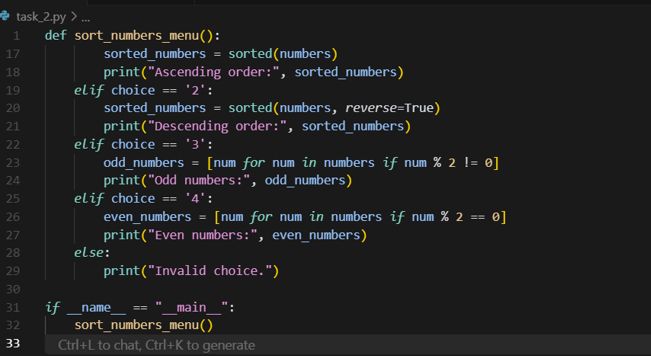 task_2.py > ...
1 def sort_numbers_menu():
17 sorted_numbers = sorted(numbers)
18 print("Ascending order:", sorted_numbers)
19 elif choice == '2':
20 sorted_numbers = sorted(numbers, reverse=True)
21 print("Descending order:", sorted_numbers)
22 elif choice == '3':
23 odd_numbers = [num for num in numbers if num % 2 != 0]
24 print("Odd numbers:", odd_numbers)
25 elif choice == '4':
26 even_numbers = [num for num in numbers if num % 2 == 0]
27 print("Even numbers:", even_numbers)
28 else:
29 print("Invalid choice.")
30
31 if __name__ == "__main__":
32 sort_numbers_menu()
33 Ctrl+L to chat, Ctrl+K to generate